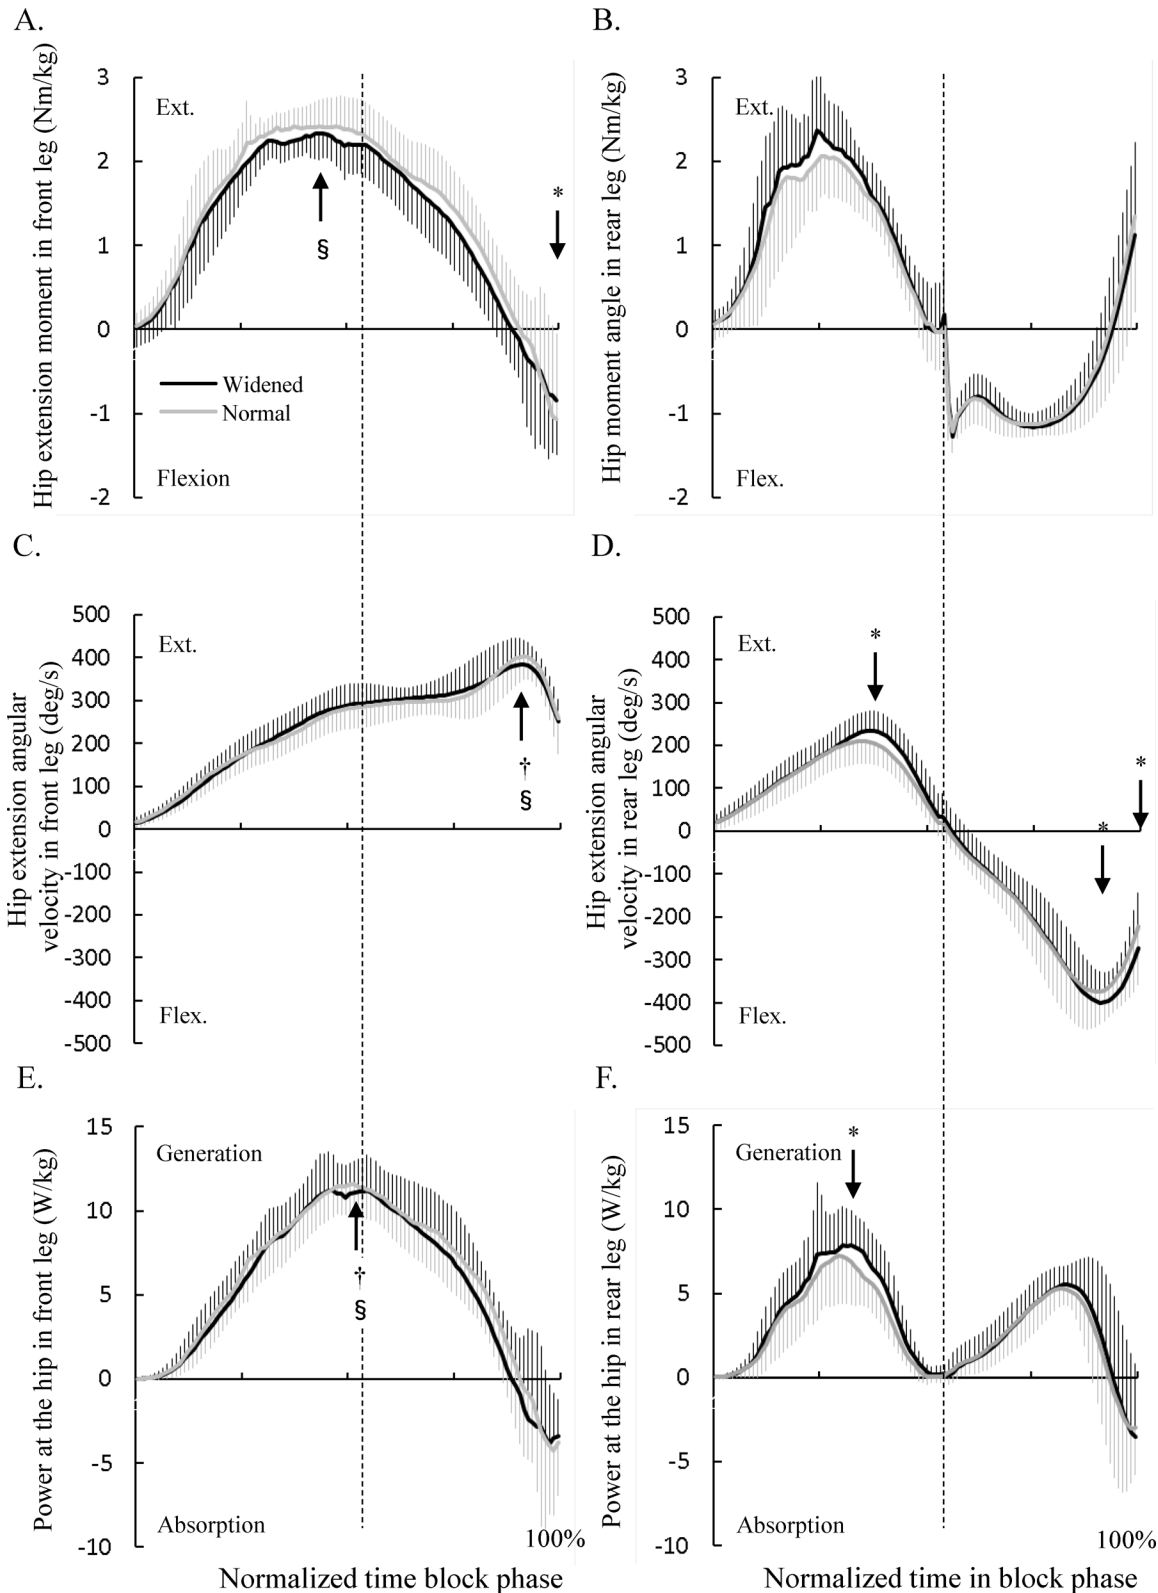 A.
B.
Hip extension moment in front leg (Nm/kg)
3
2
1
0
-1
-2
Ext.
§
*
Widened
Normal
Flexion
Hip moment angle in rear leg (Nm/kg)
3
2
1
0
-1
-2
Ext.
Flex.
C.
D.
Hip extension angular
velocity in front leg (deg/s)
500
400
300
200
100
0
-100
-200
-300
-400
-500
Ext.
†
§
Flex.
Hip extension angular
velocity in rear leg (deg/s)
500
400
300
200
100
0
-100
-200
-300
-400
-500
Ext.
*
*
*
Flex.
E.
F.
Power at the hip in front leg (W/kg)
15
10
5
0
-5
-10
Generation
†
§
Absorption
100%
Normalized time block phase
Power at the hip in rear leg (W/kg)
15
10
5
0
-5
-10
Generation
*
Absorption
100%
Normalized time in block phase